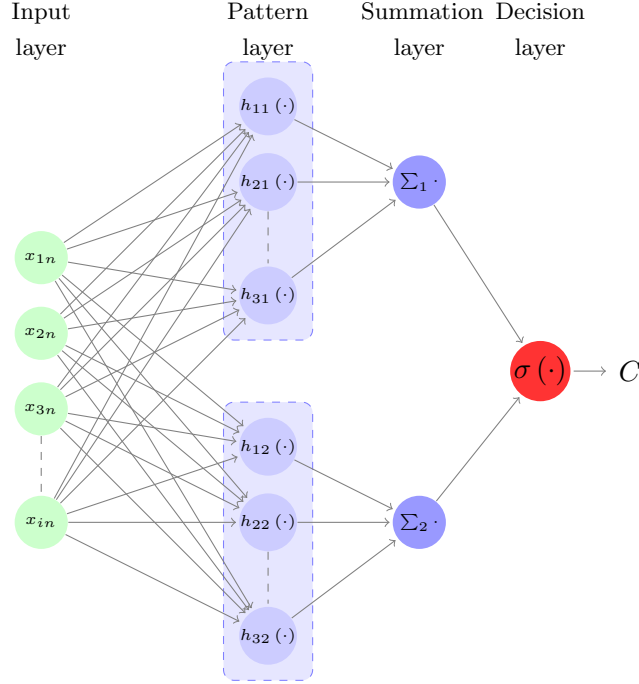 Input Pattern Summation Decision
layer layer layer layer
h₁₁ (·)
h₂₁ (·)
Σ₁ ·
x₁ₙ
h₃₁ (·)
x₂ₙ
σ (·) C
x₃ₙ
h₁₂ (·)
xᵢₙ
h₂₂ (·)
Σ₂ ·
h₃₂ (·)